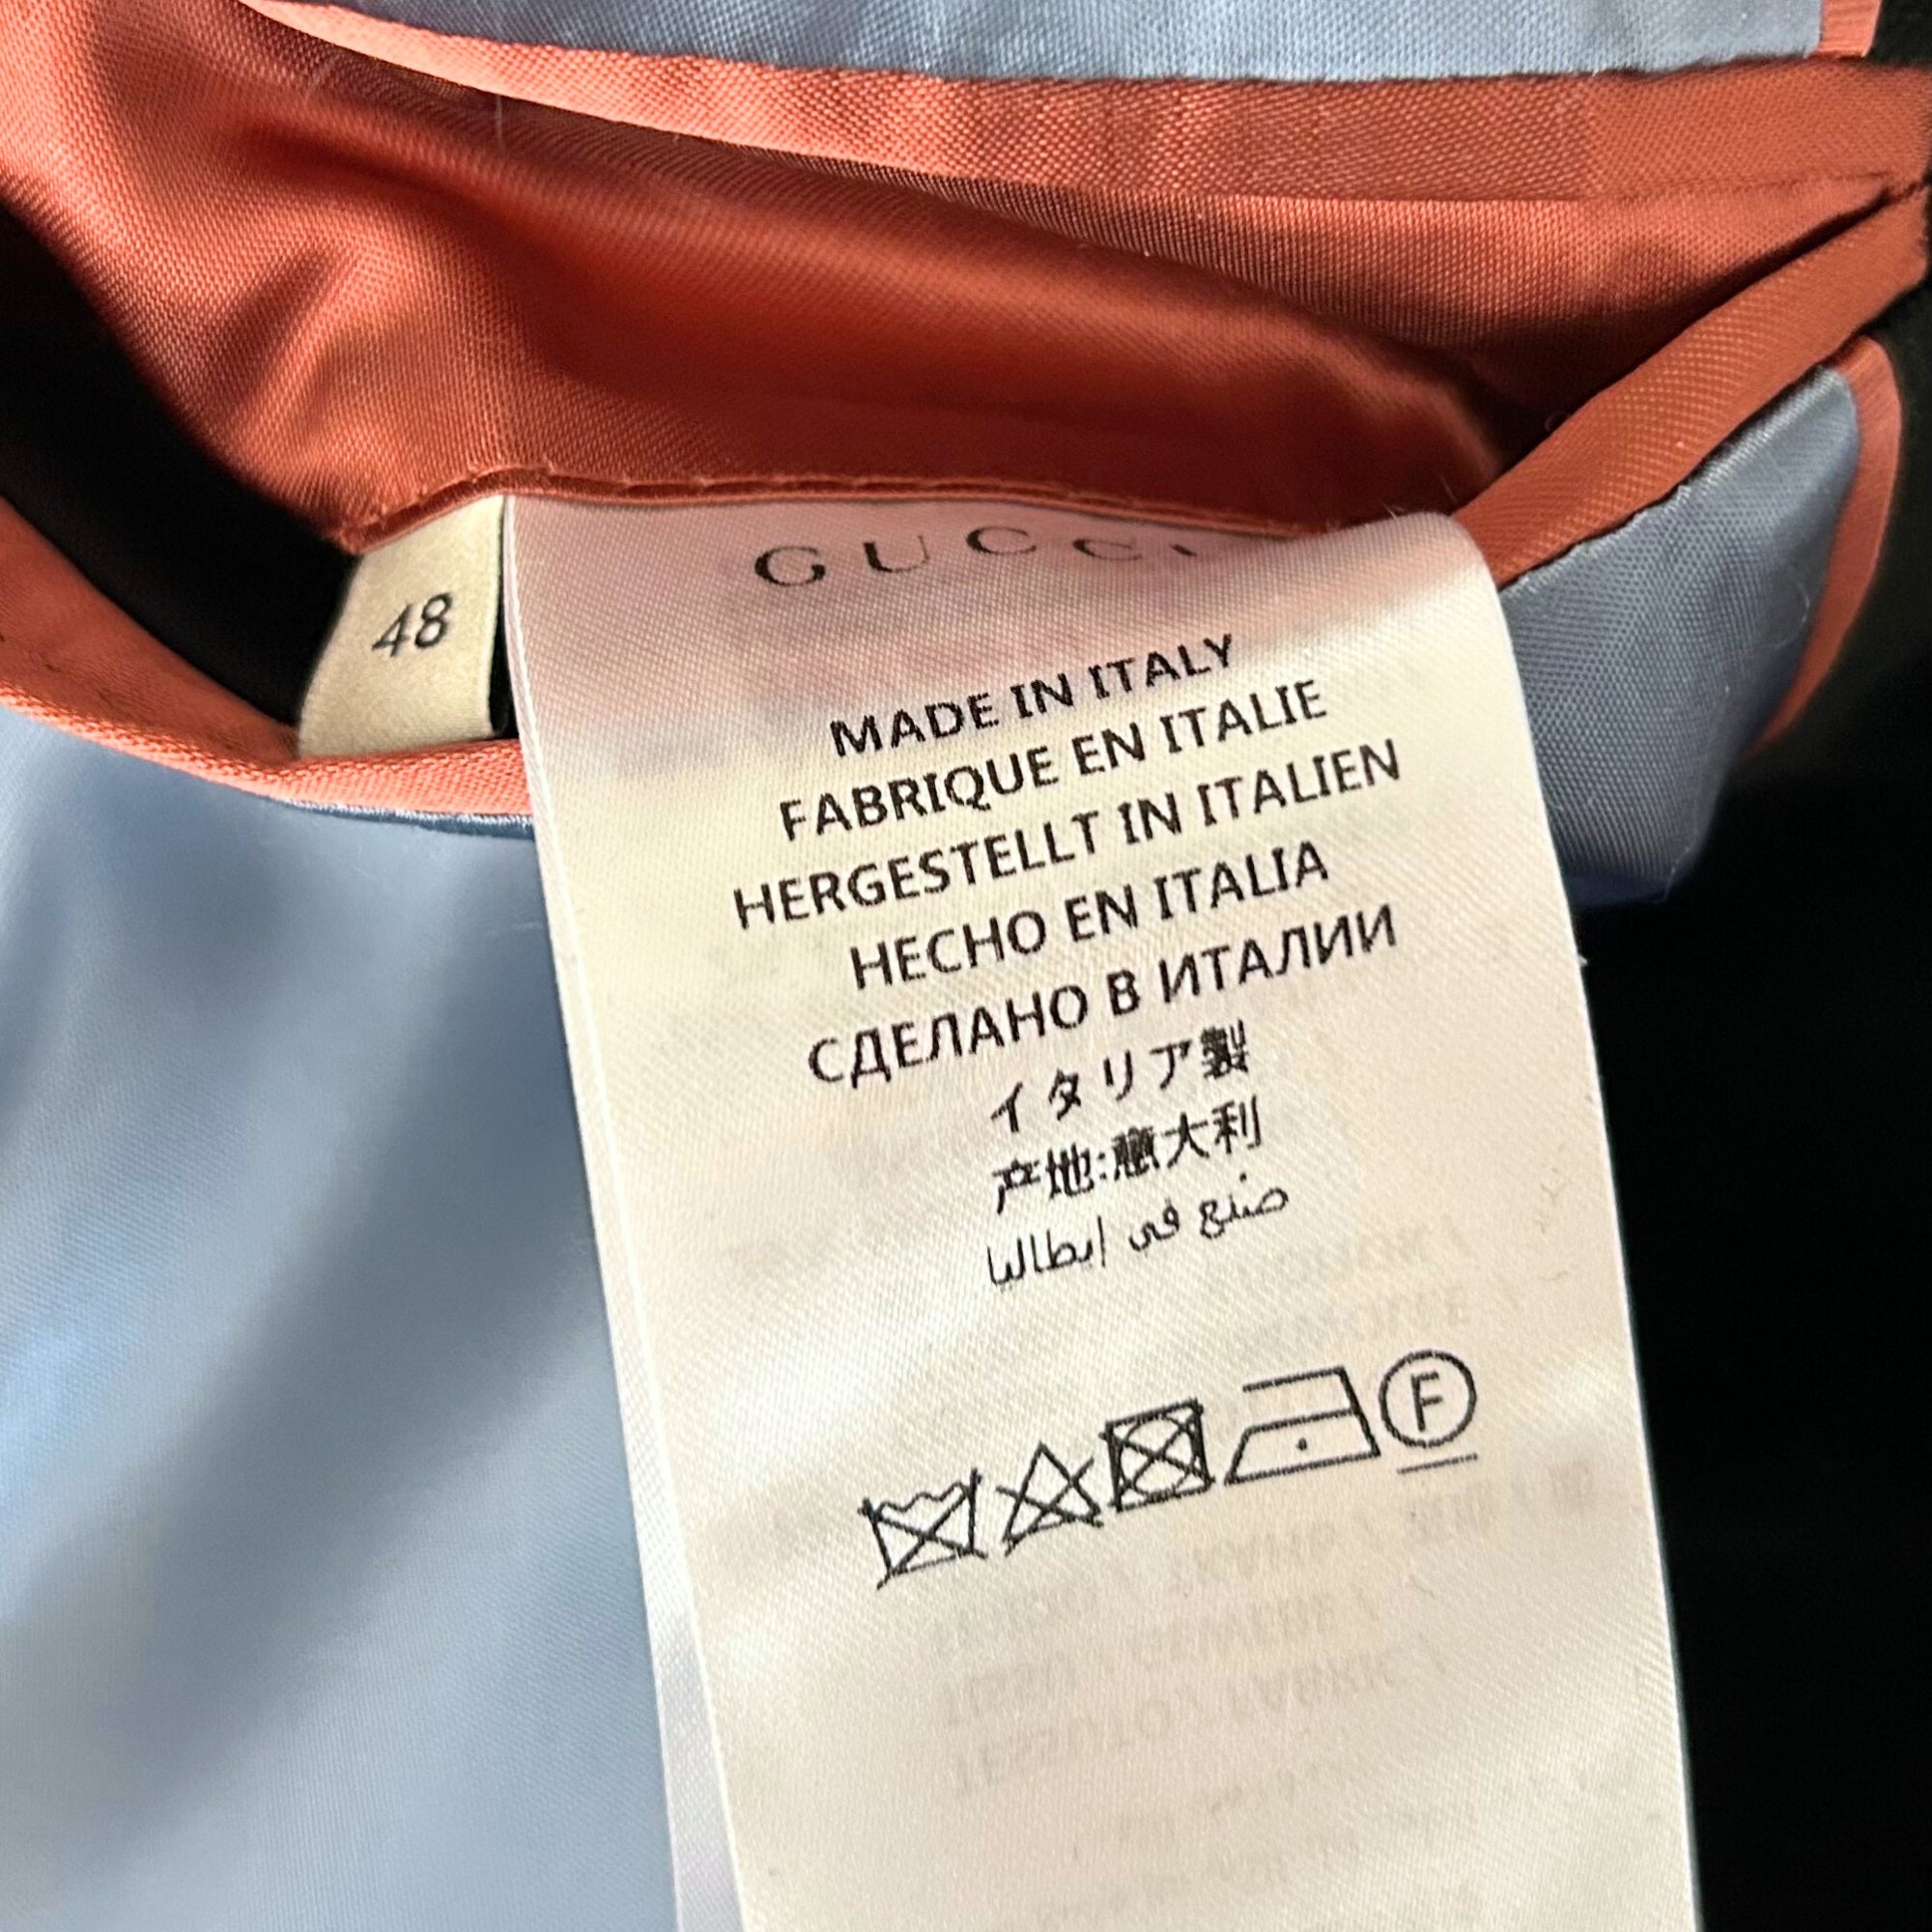 48
GUCCI
MADE IN ITALY
FABRIQUE EN ITALIE
HERGESTELLT IN ITALIEN
HECHO EN ITALIA
СДЕЛАНО В ИТАЛИИ
イタリア製
产地:意大利
صنع في إيطاليا
F